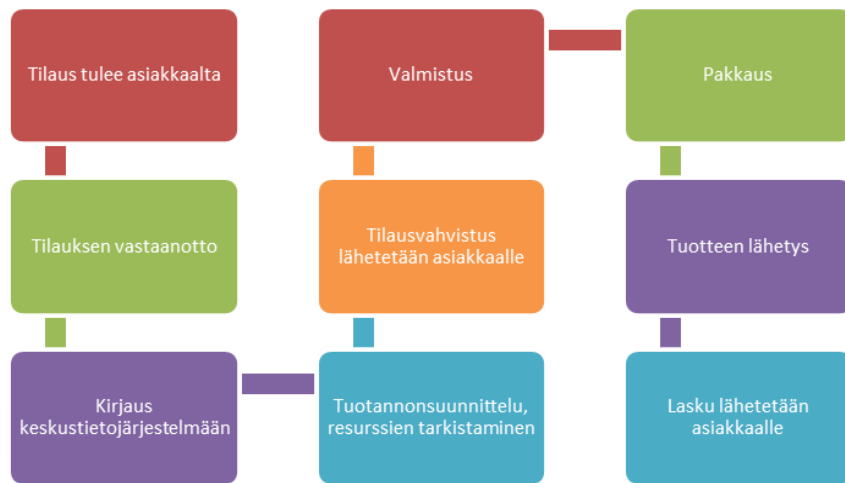 Tilaus tulee asiakkaalta
Tilauksen vastaanotto
Kirjaus
keskustietojärjestelmään
Tuotannonsuunnittelu,
resurssien tarkistaminen
Tilausvahvistus
lähetetään asiakkaalle
Valmistus
Pakkaus
Tuotteen lähetys
Lasku lähetetään
asiakkaalle